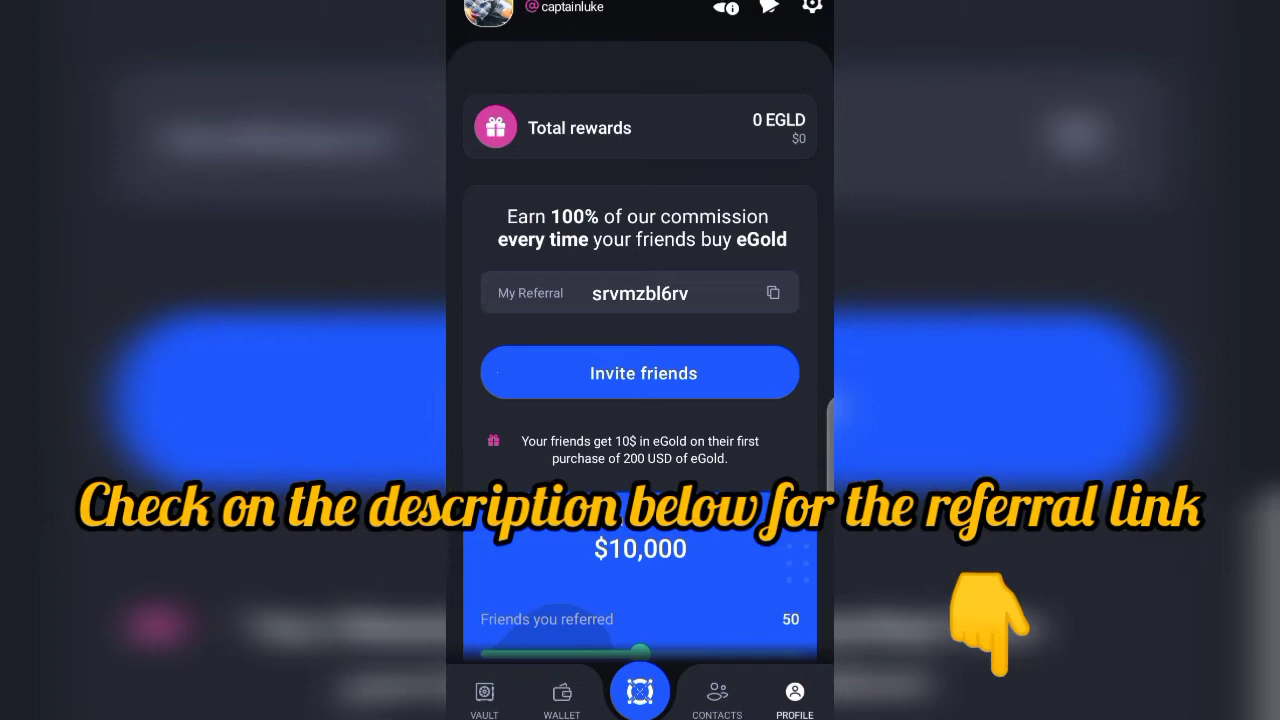 @captainluke
Total rewards
0 EGLD
$0
Earn 100% of our commission
every time your friends buy eGold
My Referral srvmzbl6rv
Invite friends
Your friends get 10$ in eGold on their first
purchase of 200 USD of eGold.
Check on the description below for the referral link
$10,000
Friends you referred 50
VAULT WALLET CONTACTS PROFILE